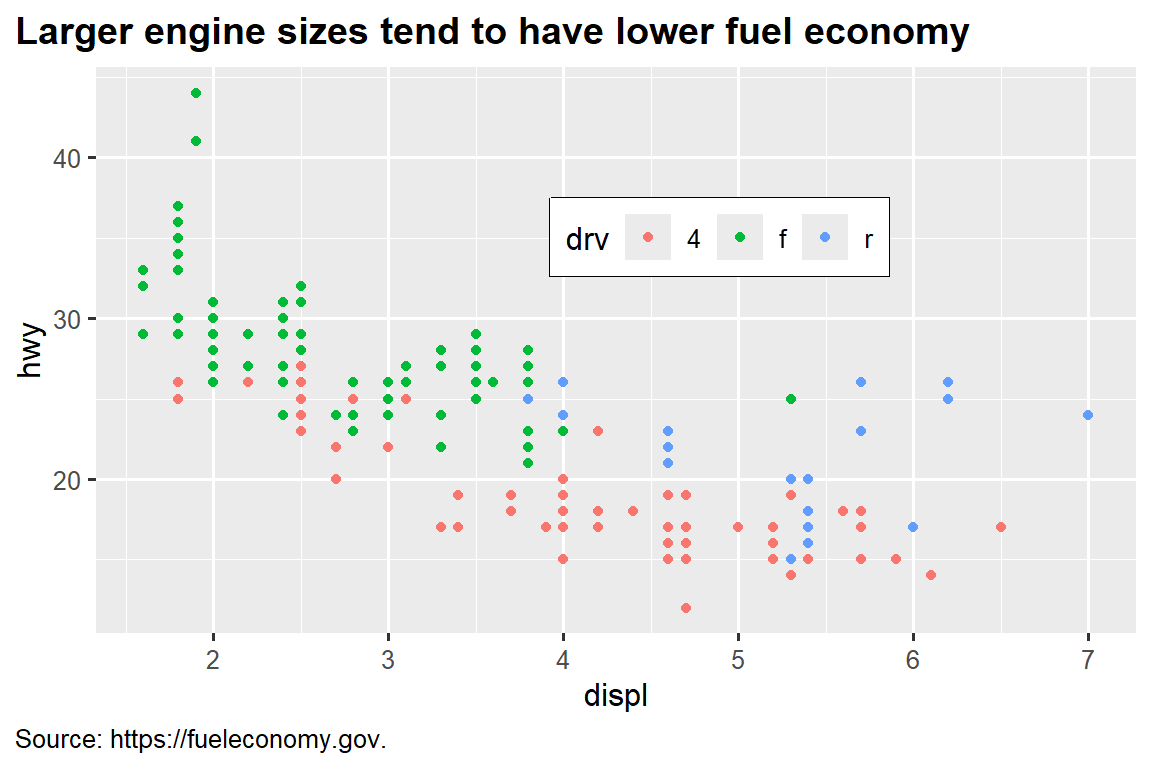 Larger engine sizes tend to have lower fuel economy
40
30
20
hwy
drv 4 f r
2 3 4 5 6 7
displ
Source: https://fueleconomy.gov.